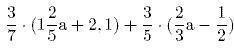 3/7 · (1 2/5 a + 2,1) + 3/5 · (2/3 a − 1/2)